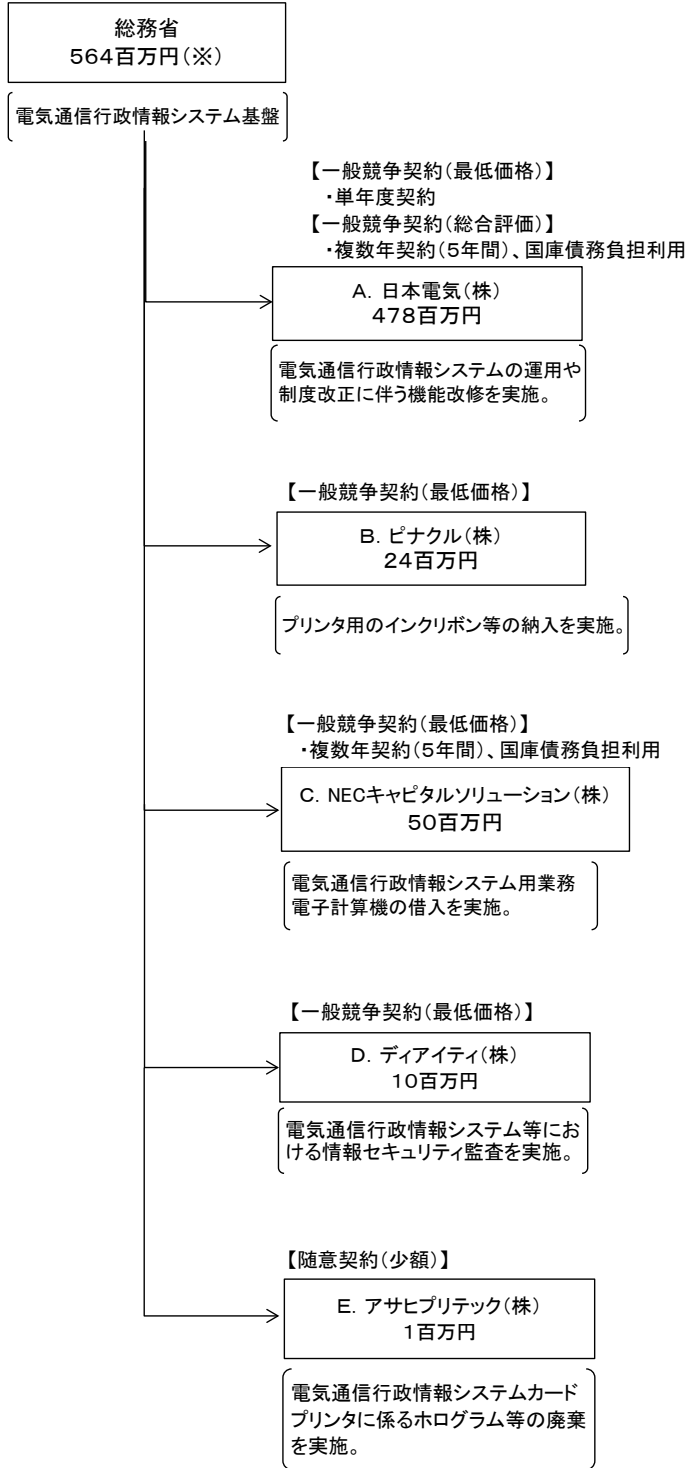 総務省
564百万円(※)
電気通信行政情報システム基盤
【一般競争契約(最低価格)】
・単年度契約
【一般競争契約(総合評価)】
・複数年契約(5年間)、国庫債務負担利用
A. 日本電気(株)
478百万円
電気通信行政情報システムの運用や
制度改正に伴う機能改修を実施。
【一般競争契約(最低価格)】
B. ピナクル(株)
24百万円
プリンタ用のインクリボン等の納入を実施。
【一般競争契約(最低価格)】
・複数年契約(5年間)、国庫債務負担利用
C. NECキャピタルソリューション(株)
50百万円
電気通信行政情報システム用業務
電子計算機の借入を実施。
【一般競争契約(最低価格)】
D. ディアイティ(株)
10百万円
電気通信行政情報システム等にお
ける情報セキュリティ監査を実施。
【随意契約(少額)】
E. アサヒプリテック(株)
1百万円
電気通信行政情報システムカード
プリンタに係るホログラム等の廃棄
を実施。